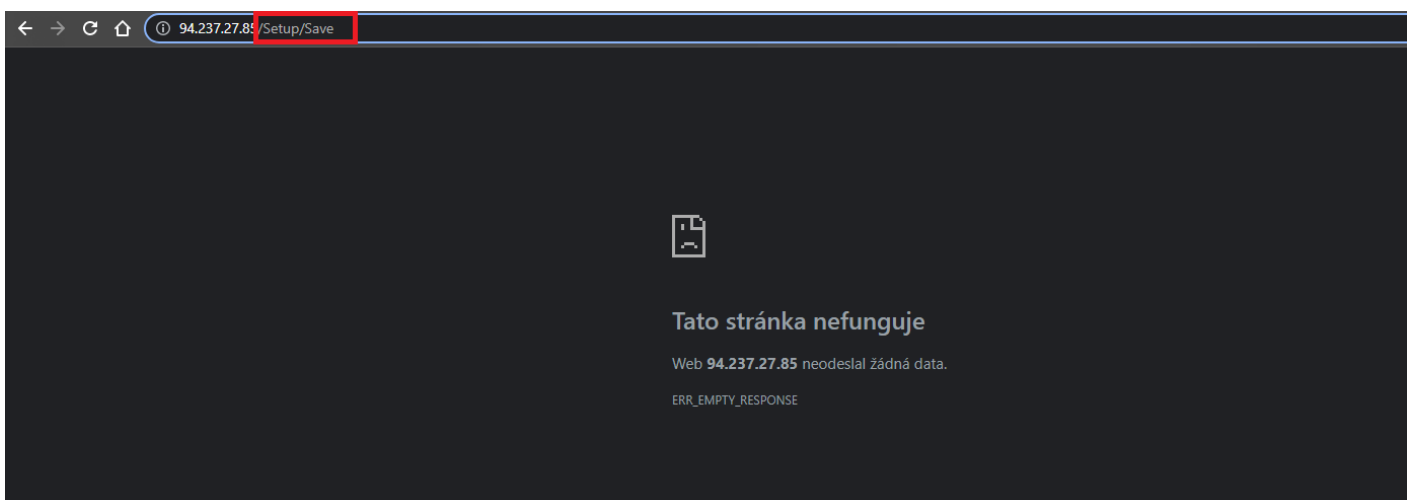 94.237.27.85/Setup/Save
Tato stránka nefunguje
Web 94.237.27.85 neodeslal žádná data.
ERR_EMPTY_RESPONSE